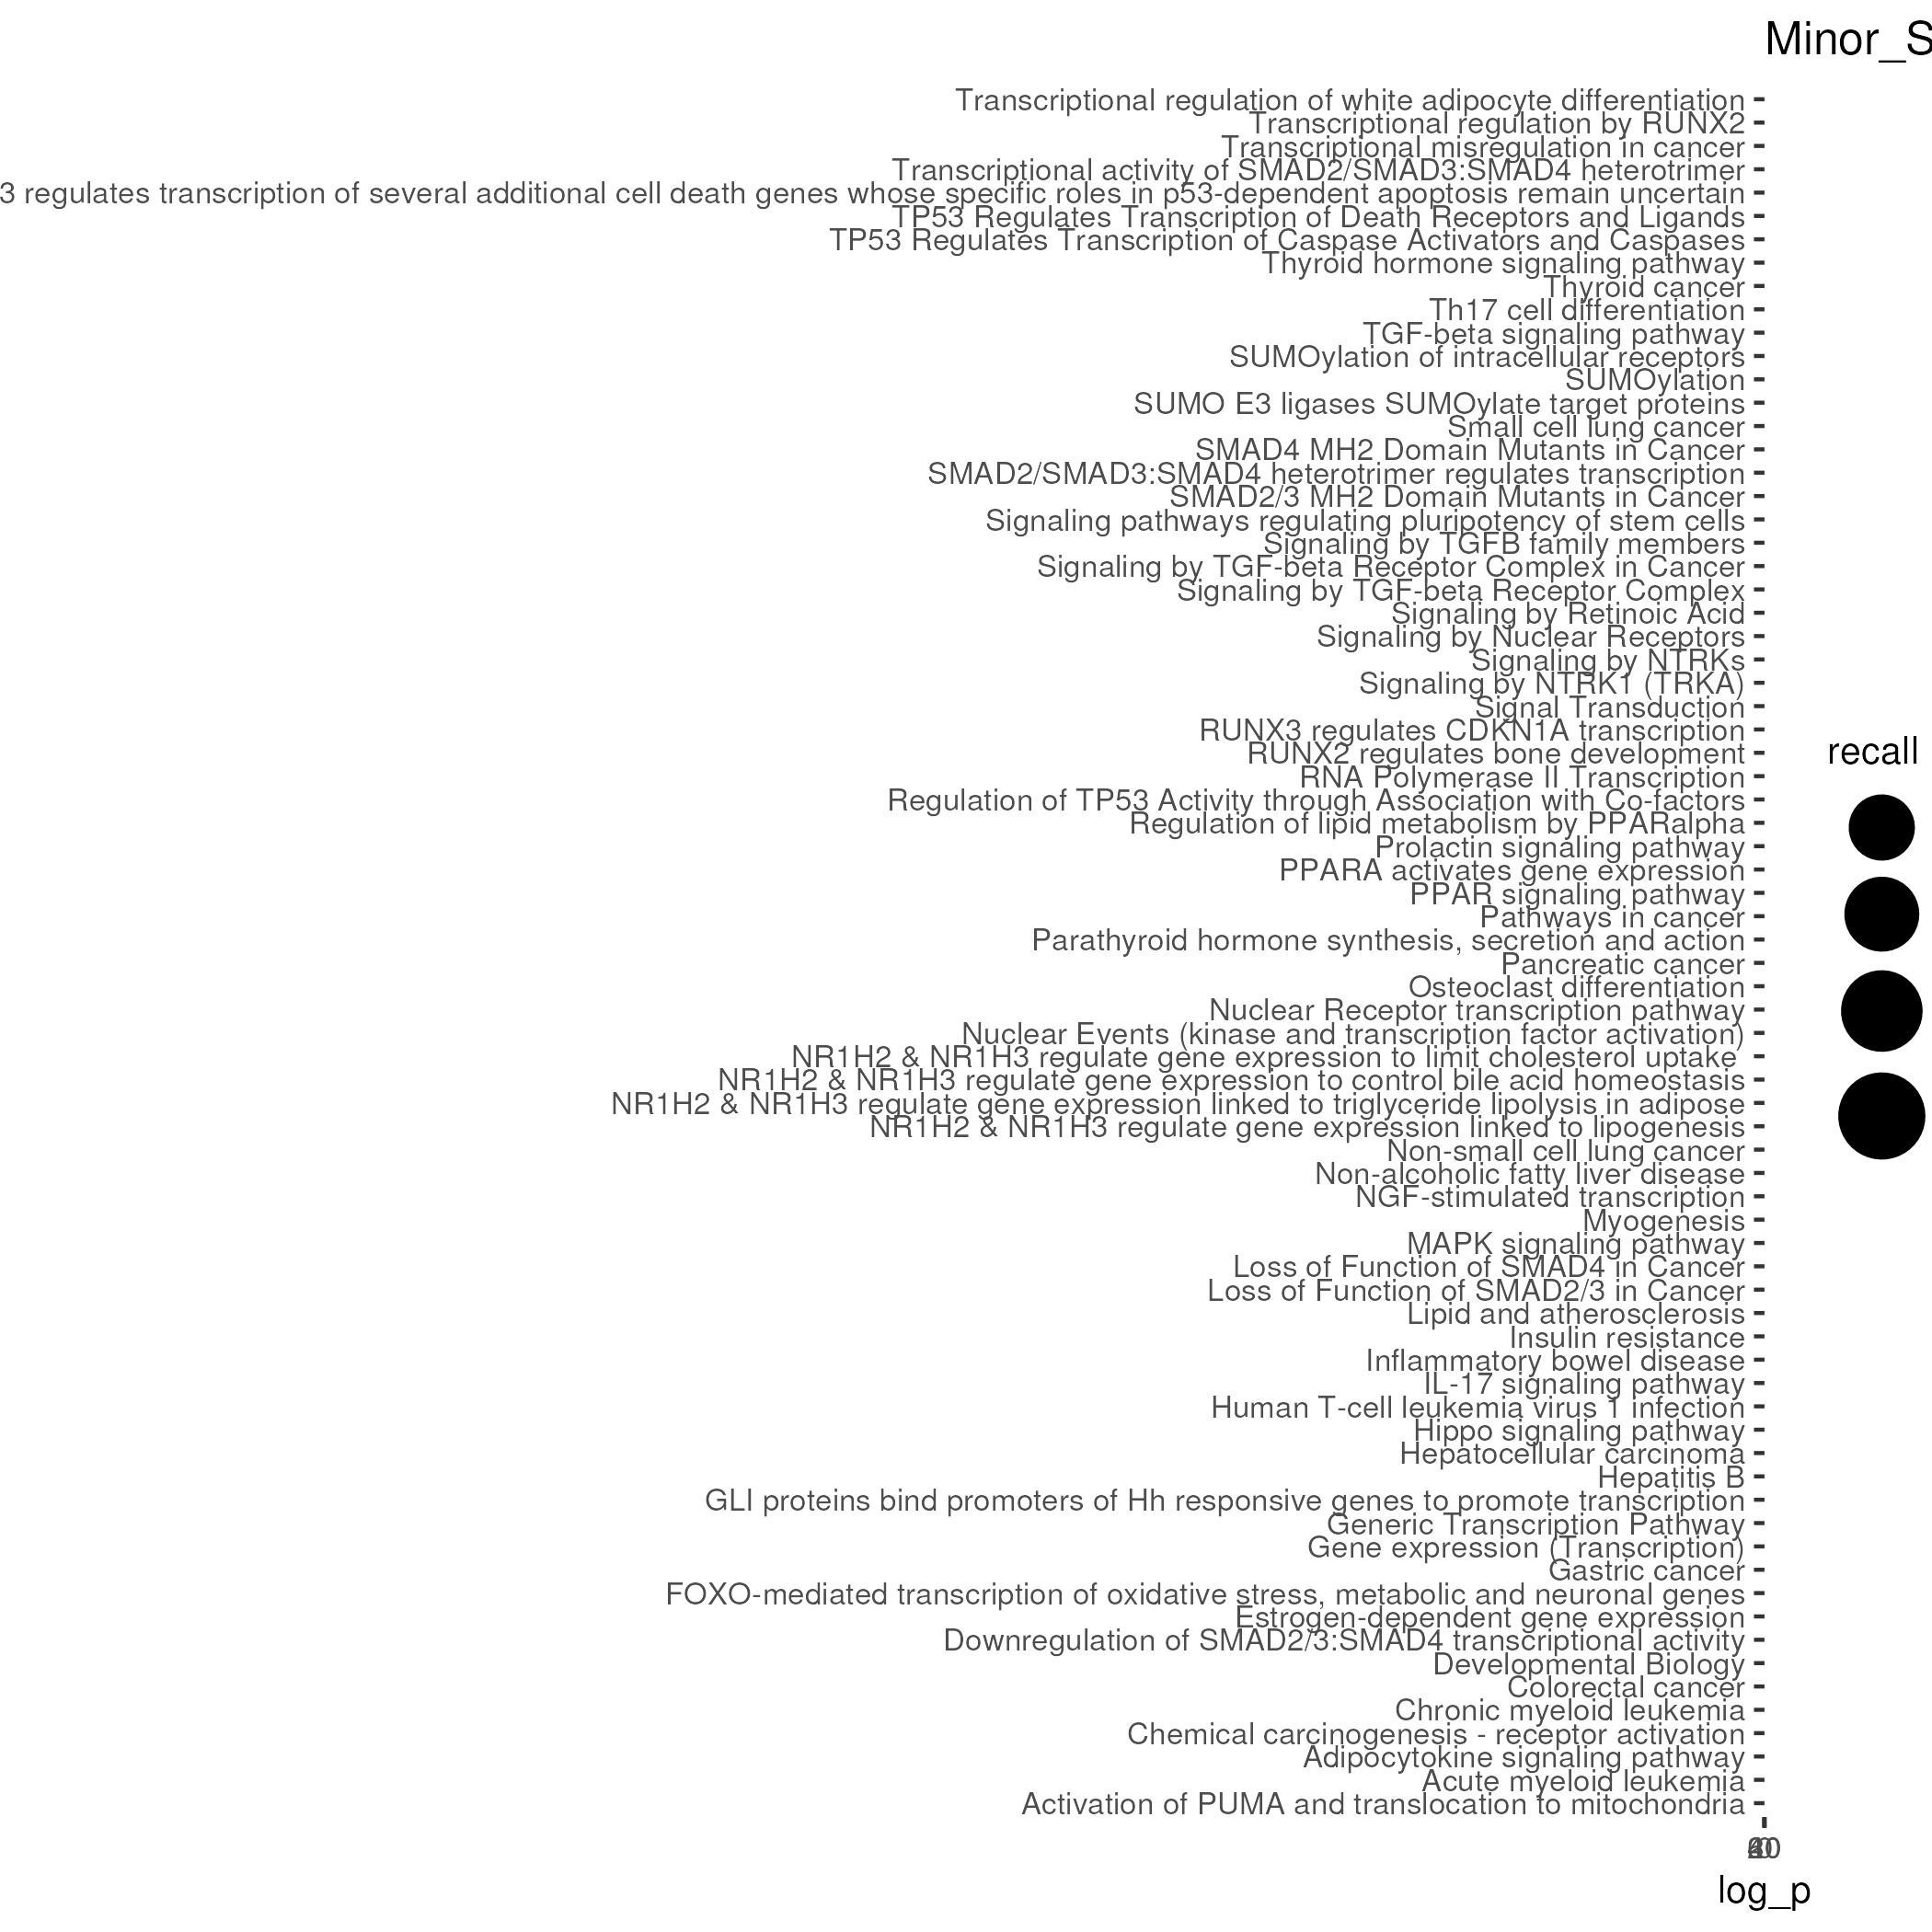 Minor_S
Transcriptional regulation of white adipocyte differentiation
Transcriptional regulation by RUNX2
Transcriptional misregulation in cancer
Transcriptional activity of SMAD2/SMAD3:SMAD4 heterotrimer
3 regulates transcription of several additional cell death genes whose specific roles in p53-dependent apoptosis remain uncertain
TP53 Regulates Transcription of Death Receptors and Ligands
TP53 Regulates Transcription of Caspase Activators and Caspases
Thyroid hormone signaling pathway
Thyroid cancer
Th17 cell differentiation
TGF-beta signaling pathway
SUMOylation of intracellular receptors
SUMOylation
SUMO E3 ligases SUMOylate target proteins
Small cell lung cancer
SMAD4 MH2 Domain Mutants in Cancer
SMAD2/SMAD3:SMAD4 heterotrimer regulates transcription
SMAD2/3 MH2 Domain Mutants in Cancer
Signaling pathways regulating pluripotency of stem cells
Signaling by TGFB family members
Signaling by TGF-beta Receptor Complex in Cancer
Signaling by TGF-beta Receptor Complex
Signaling by Retinoic Acid
Signaling by Nuclear Receptors
Signaling by NTRKs
Signaling by NTRK1 (TRKA)
Signal Transduction
RUNX3 regulates CDKN1A transcription
RUNX2 regulates bone development
RNA Polymerase II Transcription
Regulation of TP53 Activity through Association with Co-factors
Regulation of lipid metabolism by PPARalpha
Prolactin signaling pathway
PPARA activates gene expression
PPAR signaling pathway
Pathways in cancer
Parathyroid hormone synthesis, secretion and action
Pancreatic cancer
Osteoclast differentiation
Nuclear Receptor transcription pathway
Nuclear Events (kinase and transcription factor activation)
NR1H2 & NR1H3 regulate gene expression to limit cholesterol uptake
NR1H2 & NR1H3 regulate gene expression to control bile acid homeostasis
NR1H2 & NR1H3 regulate gene expression linked to triglyceride lipolysis in adipose
NR1H2 & NR1H3 regulate gene expression linked to lipogenesis
Non-small cell lung cancer
Non-alcoholic fatty liver disease
NGF-stimulated transcription
Myogenesis
MAPK signaling pathway
Loss of Function of SMAD4 in Cancer
Loss of Function of SMAD2/3 in Cancer
Lipid and atherosclerosis
Insulin resistance
Inflammatory bowel disease
IL-17 signaling pathway
Human T-cell leukemia virus 1 infection
Hippo signaling pathway
Hepatocellular carcinoma
Hepatitis B
GLI proteins bind promoters of Hh responsive genes to promote transcription
Generic Transcription Pathway
Gene expression (Transcription)
Gastric cancer
FOXO-mediated transcription of oxidative stress, metabolic and neuronal genes
Estrogen-dependent gene expression
Downregulation of SMAD2/3:SMAD4 transcriptional activity
Developmental Biology
Colorectal cancer
Chronic myeloid leukemia
Chemical carcinogenesis - receptor activation
Adipocytokine signaling pathway
Acute myeloid leukemia
Activation of PUMA and translocation to mitochondria
log_p
recall